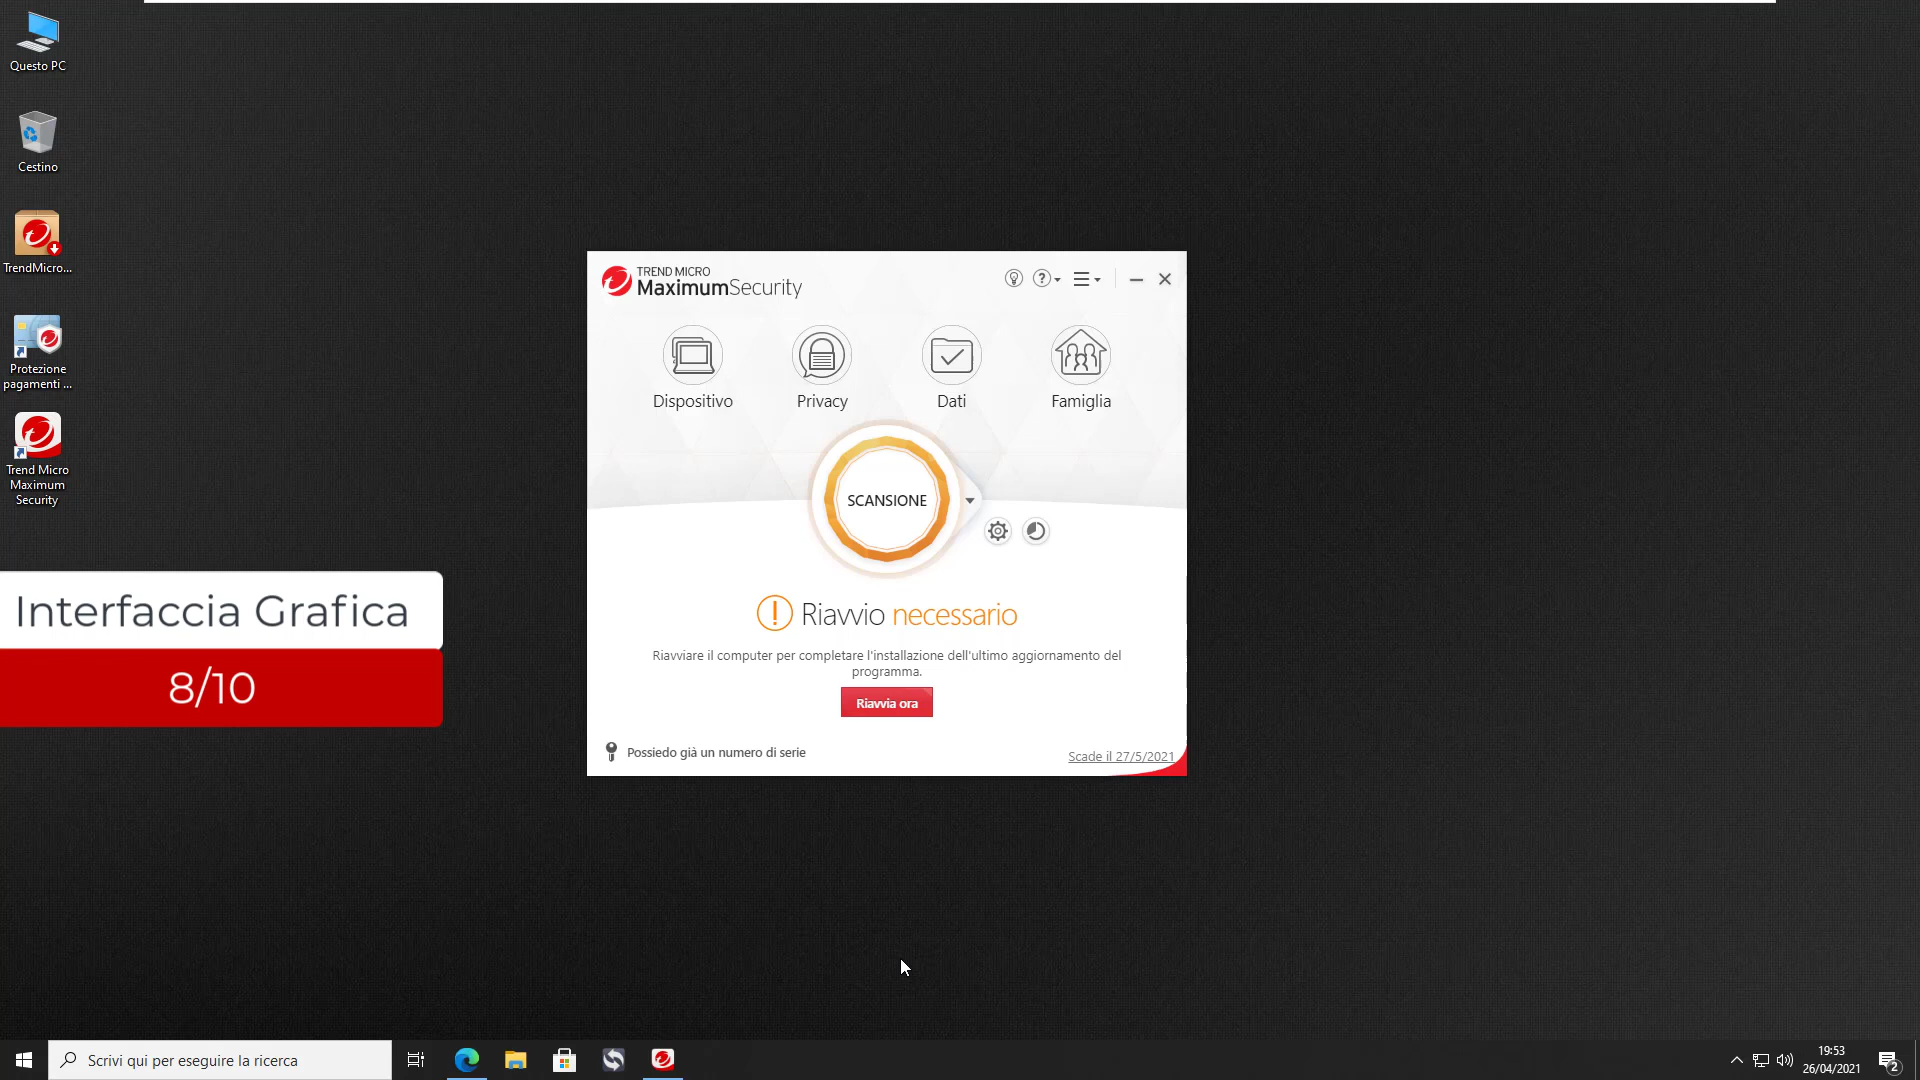 Questo PC
Cestino
TrendMicro...
Protezione
pagamenti ...
Trend Micro
Maximum
Security
Interfaccia Grafica
8/10
TREND MICRO
MaximumSecurity
Dispositivo
Privacy
Dati
Famiglia
SCANSIONE
Riavvio necessario
Riavviare il computer per completare l'installazione dell'ultimo aggiornamento del
programma.
Riavvia ora
Possiedo già un numero di serie
Scade il 27/5/2021
Scrivi qui per eseguire la ricerca
19:53
26/04/2021
2